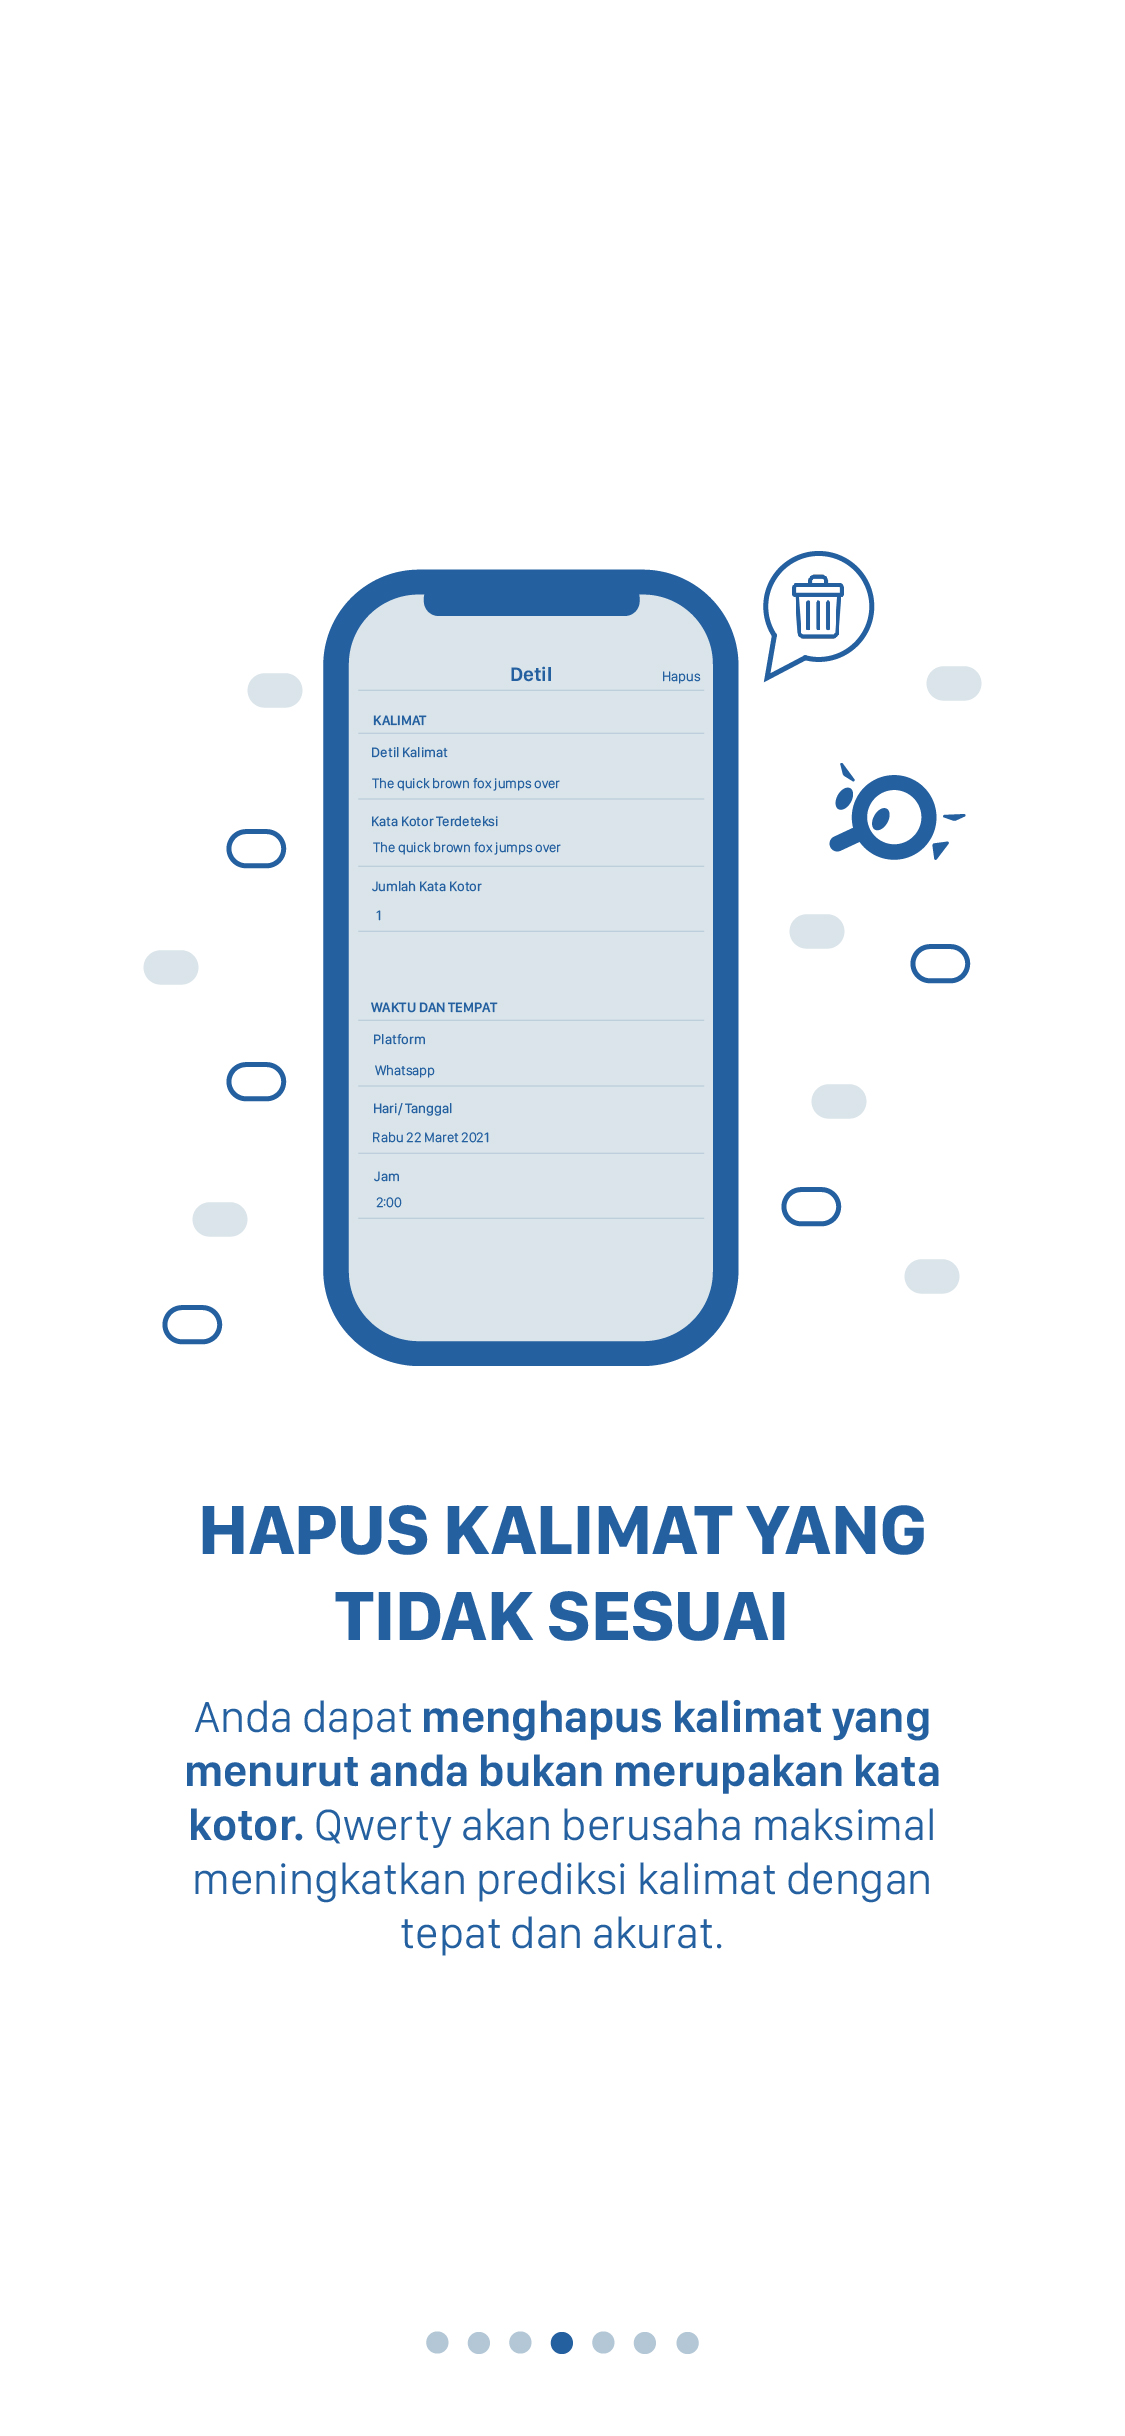 Detil
Hapus
KALIMAT
Detil Kalimat
The quick brown fox jumps over
Kata Kotor Terdeteksi
The quick brown fox jumps over
Jumlah Kata Kotor
1
WAKTU DAN TEMPAT
Platform
Whatsapp
Hari/ Tanggal
Rabu 22 Maret 2021
Jam
2:00
HAPUS KALIMAT YANG
TIDAK SESUAI
Anda dapat menghapus kalimat yang
menurut anda bukan merupakan kata
kotor. Qwerty akan berusaha maksimal
meningkatkan prediksi kalimat dengan
tepat dan akurat.